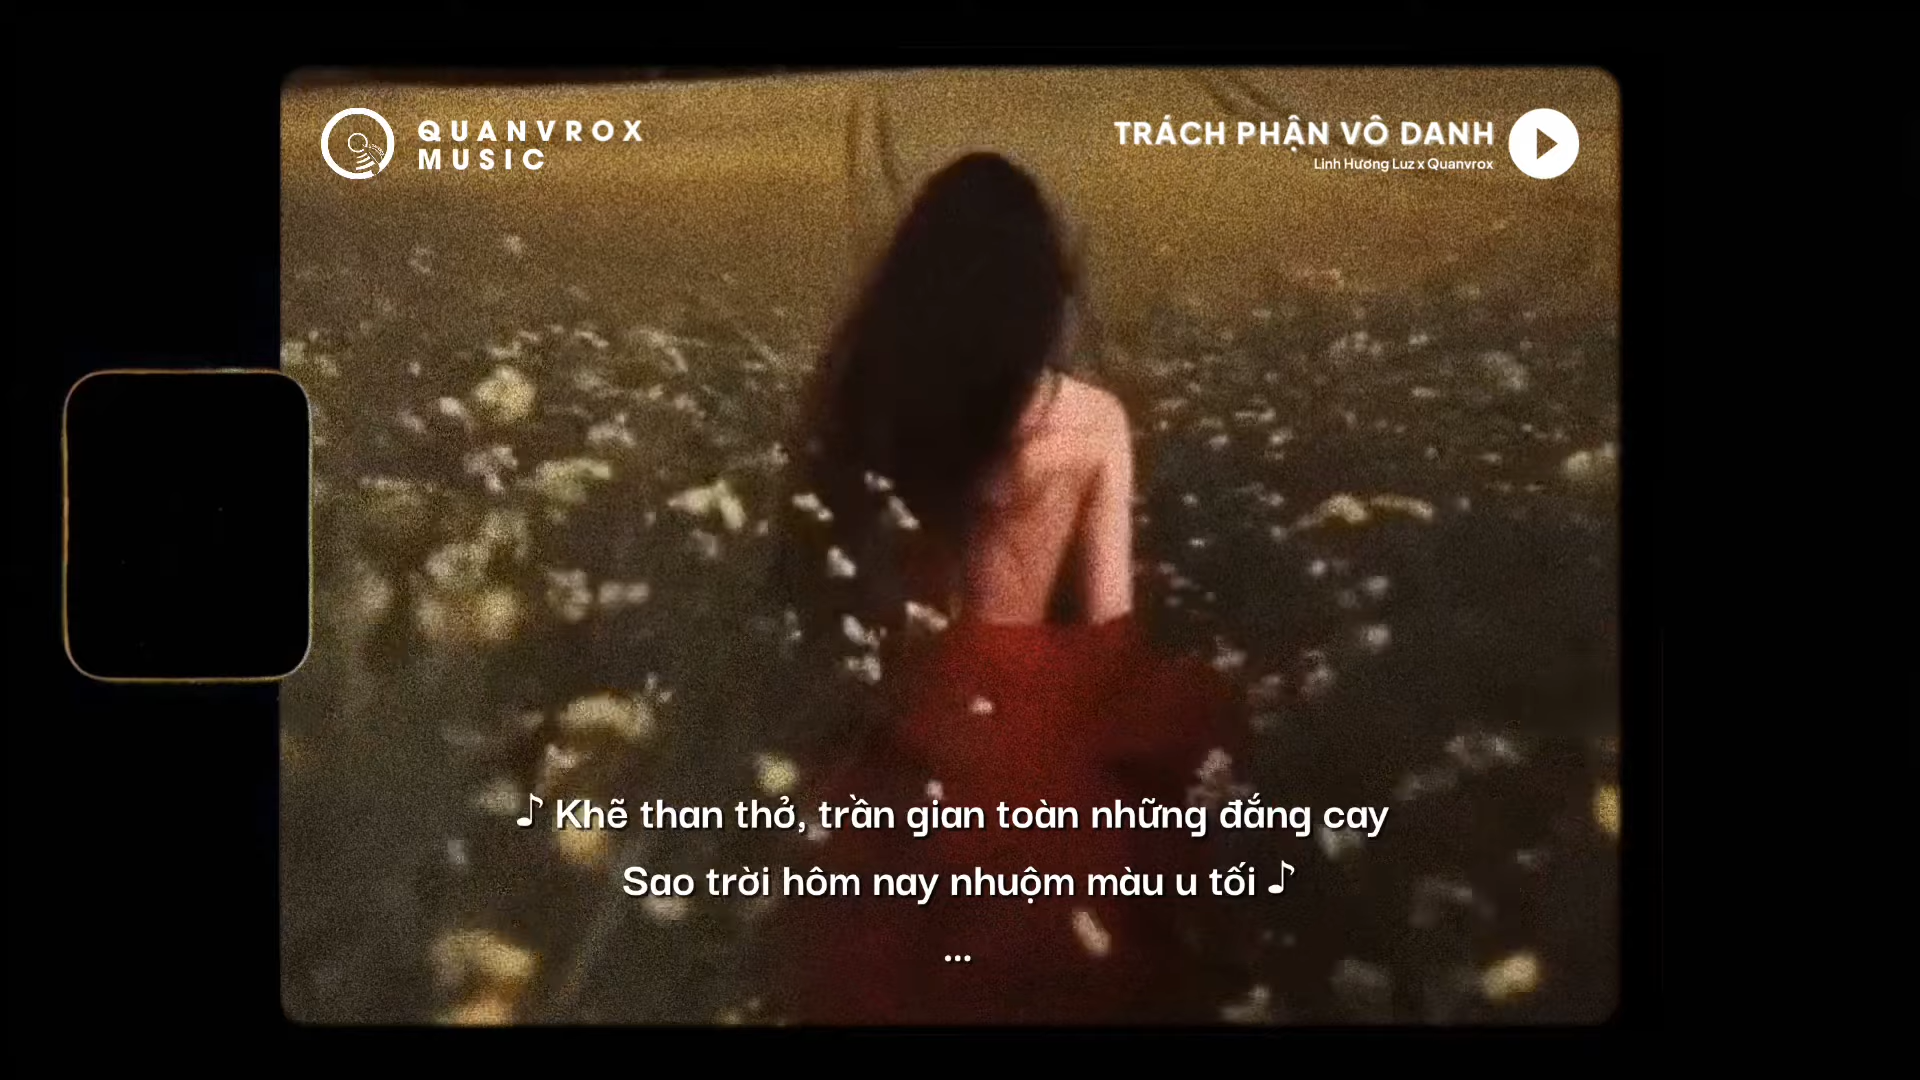 QUANVROX
MUSIC
TRÁCH PHẬN VÔ DANH
Linh Hương Luz x Quanvrox
♪ Khẽ than thở, trần gian toàn những đắng cay
Sao trời hôm nay nhuộm màu u tối ♪
...